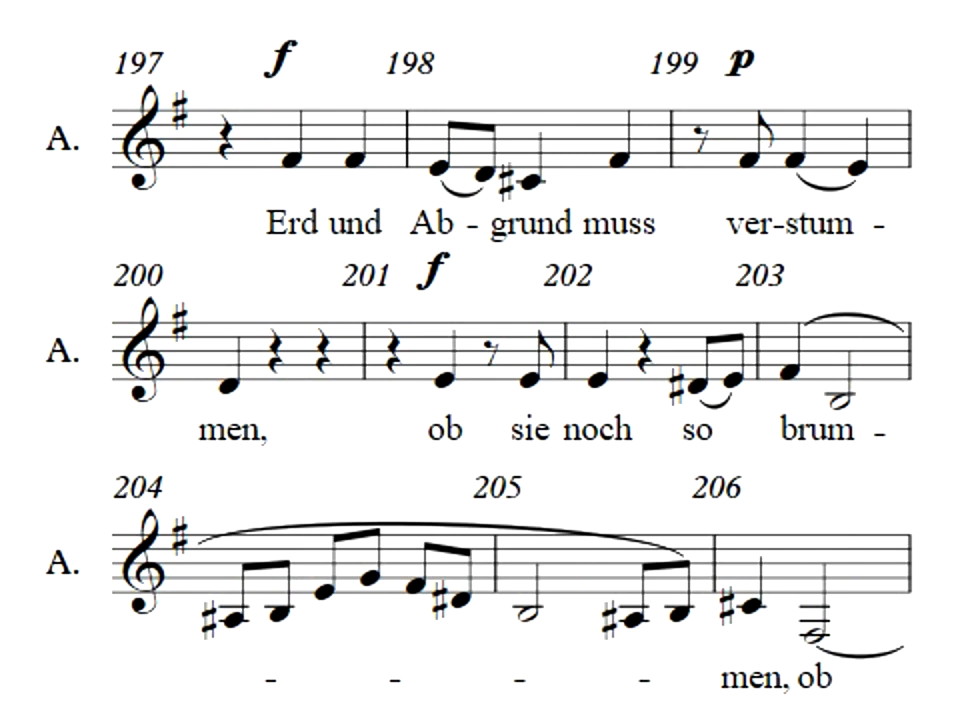 197 f 198 199 p
A.
Erd und Ab - grund muss ver-stum -
200 201 f 202 203
A.
men, ob sie noch so brum -
204 205 206
A.
- - - - men, ob